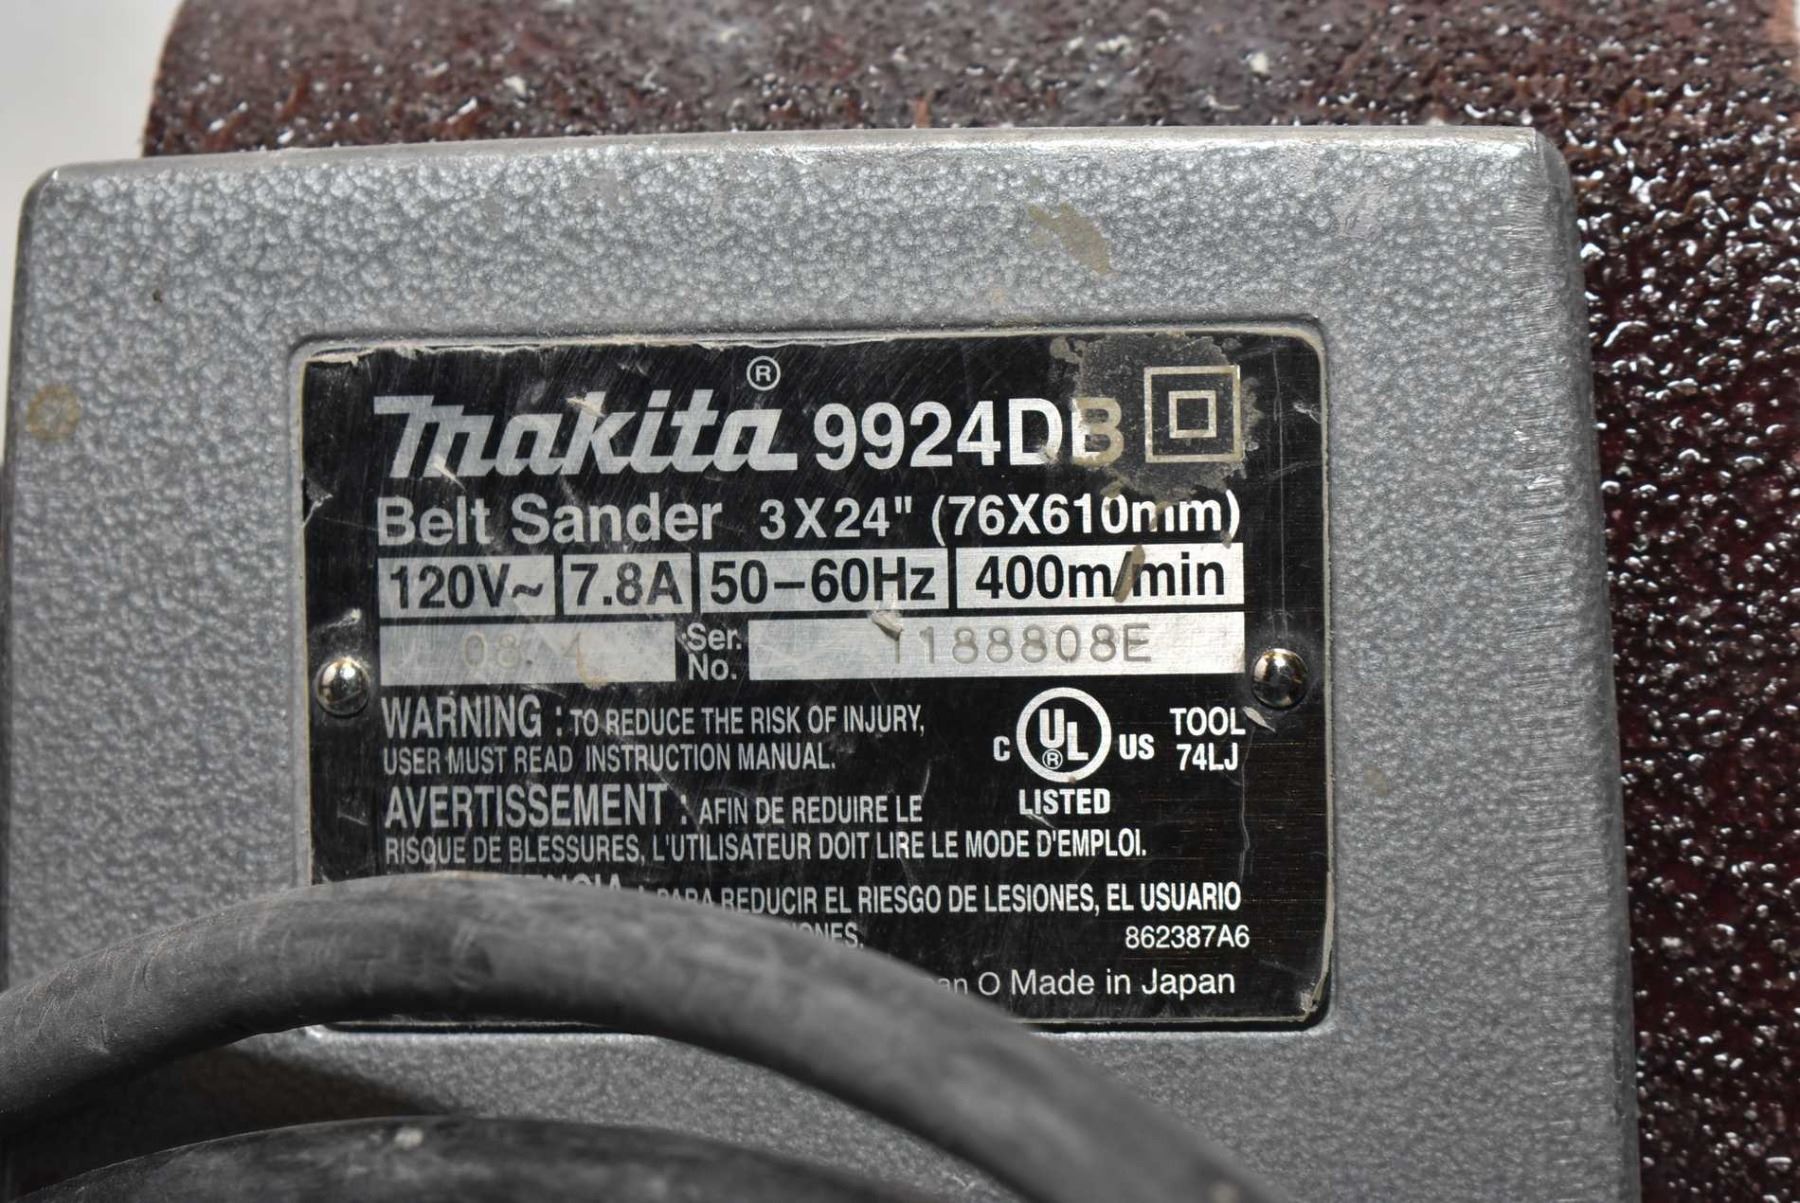 Makita® 9924DB
Belt Sander 3X24" (76X610mm)
120V~ 7.8A 50–60Hz 400m/min
08. Ser. No. 1188808E
WARNING : TO REDUCE THE RISK OF INJURY,
USER MUST READ INSTRUCTION MANUAL.
C UL® US LISTED
TOOL
74LJ
AVERTISSEMENT : AFIN DE REDUIRE LE
RISQUE DE BLESSURES, L'UTILISATEUR DOIT LIRE LE MODE D'EMPLOI.
: PARA REDUCIR EL RIESGO DE LESIONES, EL USUARIO
862387A6
O Made in Japan